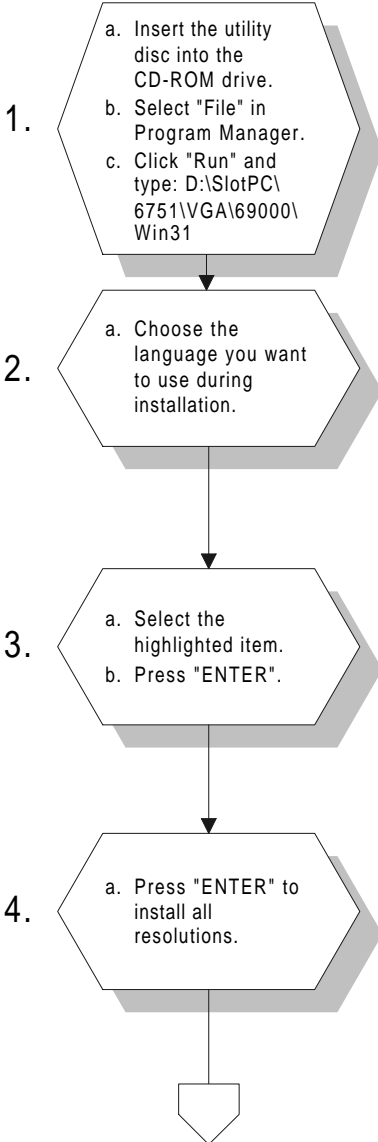 1.
a. Insert the utility
disc into the
CD-ROM drive.
b. Select "File" in
Program Manager.
c. Click "Run" and
type: D:\SlotPC\
6751\VGA\69000\
Win31
2.
a. Choose the
language you want
to use during
installation.
3.
a. Select the
highlighted item.
b. Press "ENTER".
4.
a. Press "ENTER" to
install all
resolutions.